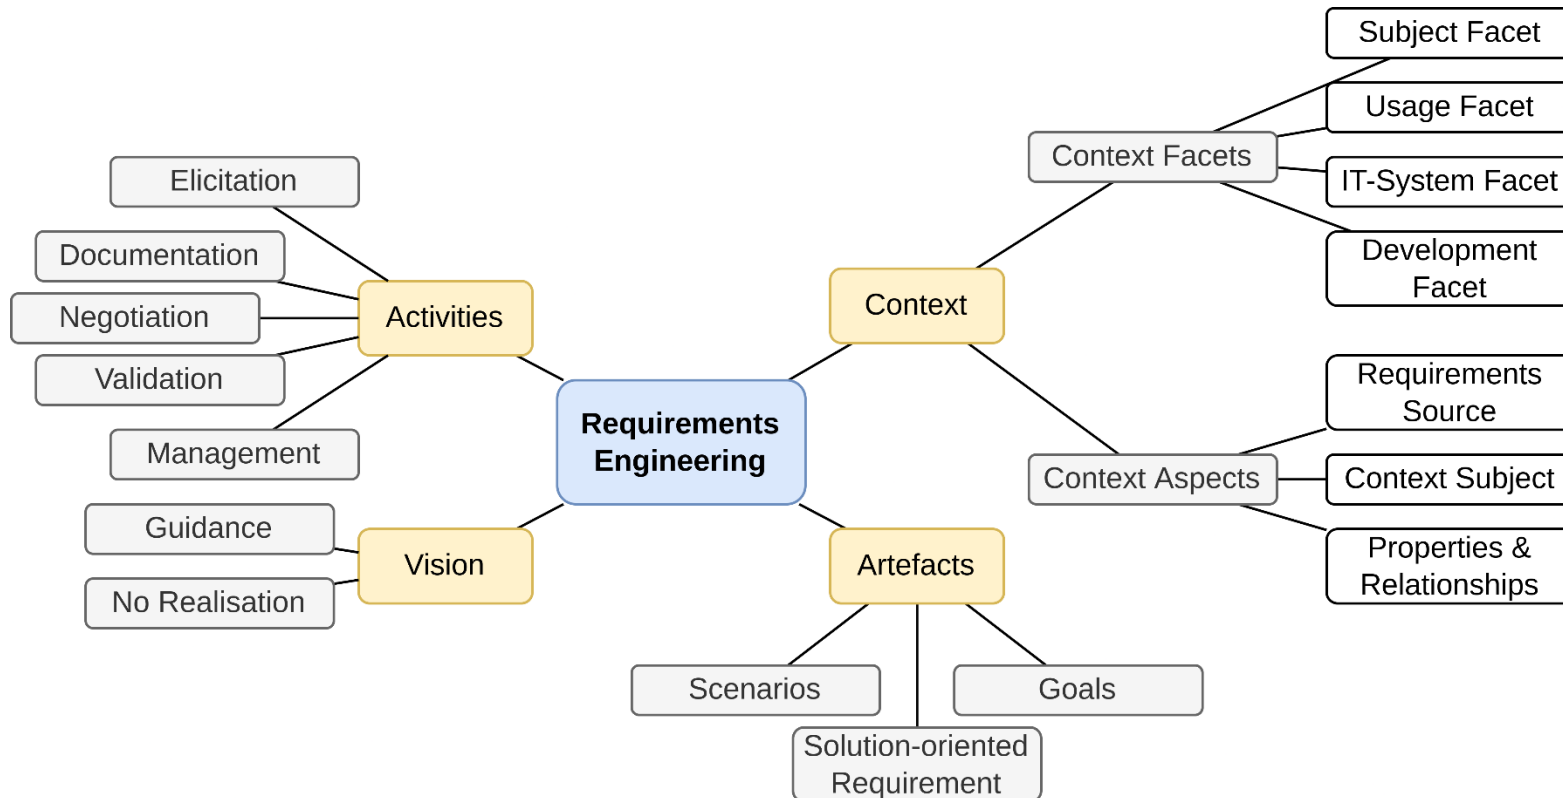 Subject Facet
Usage Facet
Context Facets
IT-System Facet
Elicitation
Development
Facet
Documentation
Negotiation
Activities
Context
Validation
Requirements
Source
Requirements
Engineering
Management
Context Aspects
Context Subject
Guidance
Vision
Artefacts
Properties &
Relationships
No Realisation
Scenarios
Goals
Solution-oriented
Requirement